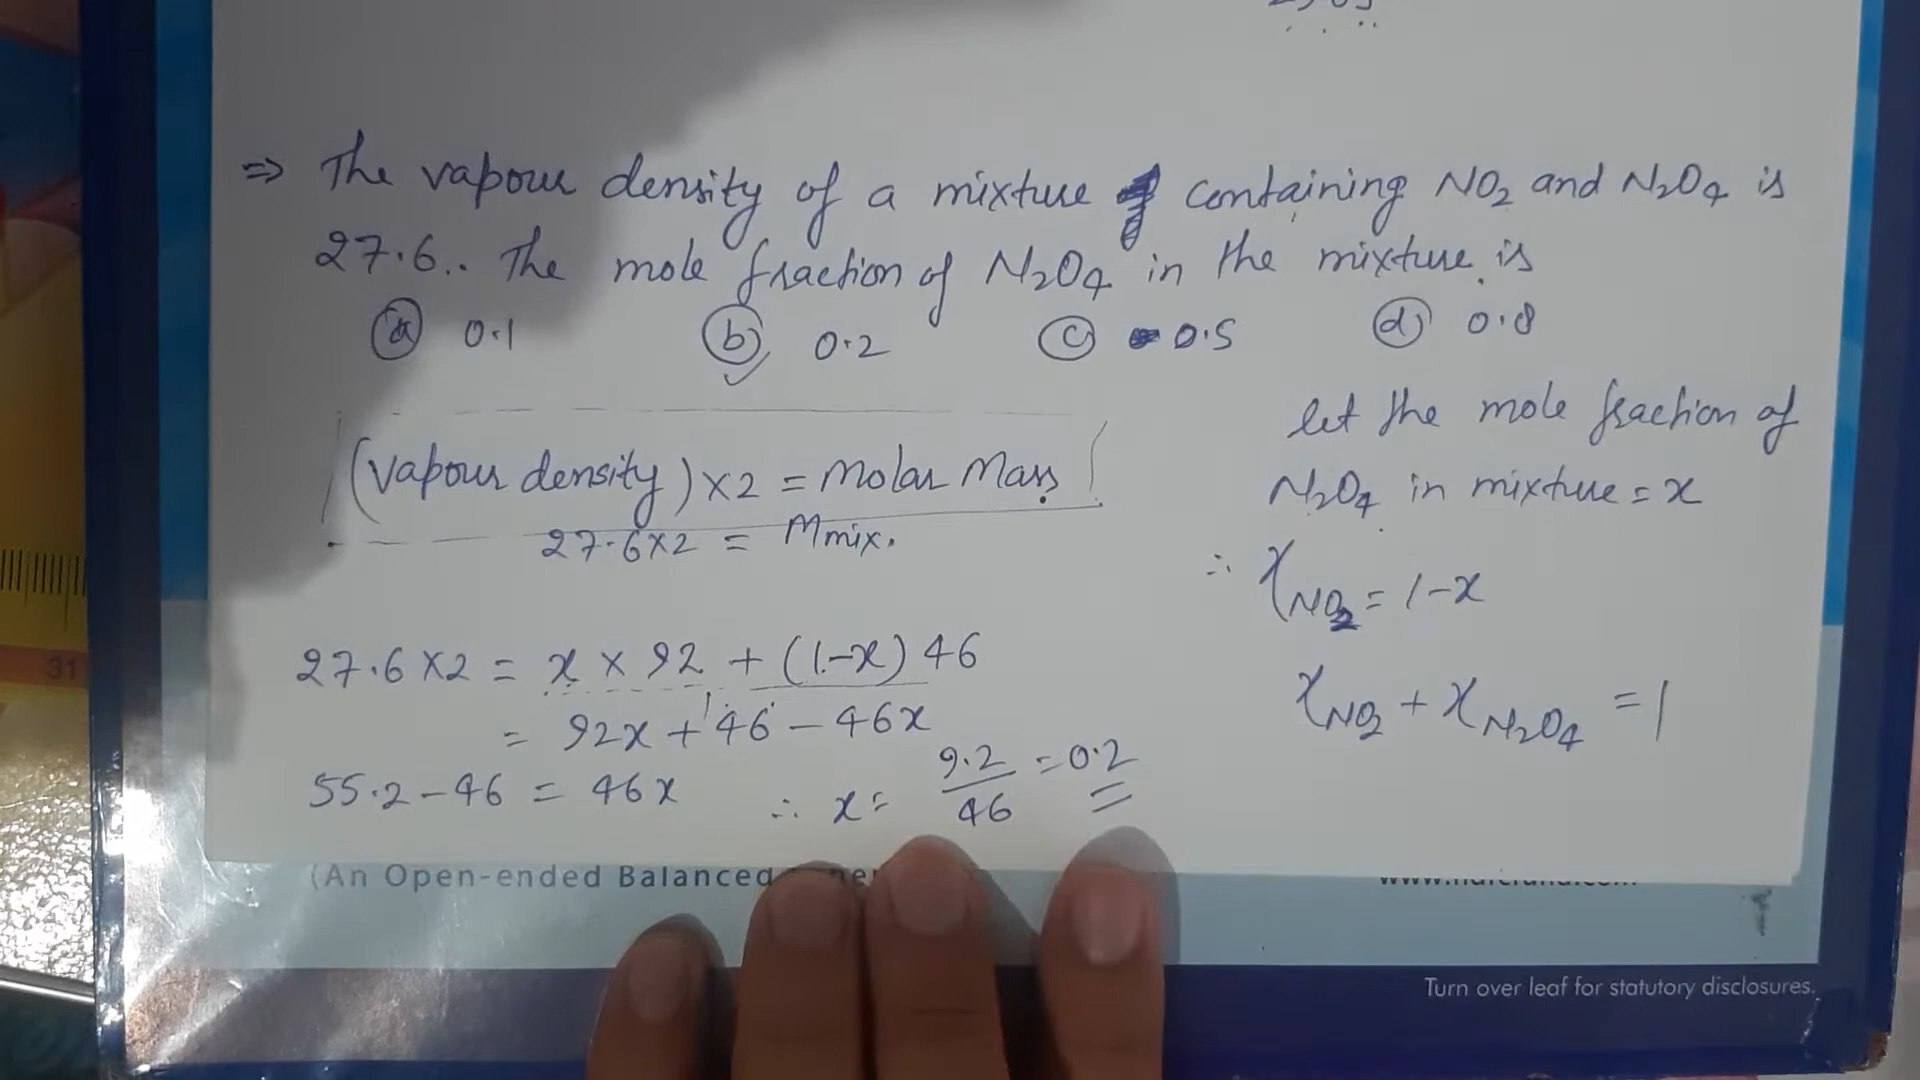 ⇒ The vapour density of a mixture containing NO₂ and N₂O₄ is
27.6.. The mole fraction of N₂O₄ in the mixture is
(a) 0.1 (b) 0.2 (c) 0.5 (d) 0.8
let the mole fraction of
N₂O₄ in mixture = x
∴ χNO₂ = 1-x
χNO₂ + χN₂O₄ = 1
(Vapour density) ×2 = Molar Mass
27.6×2 = Mmix.
27.6 ×2 = x × 92 + (1-x) 46
= 92x + 46 - 46x
55.2 - 46 = 46x ∴ x = 9.2/46 = 0.2
(An Open-ended Balanced
Turn over leaf for statutory disclosures.
31